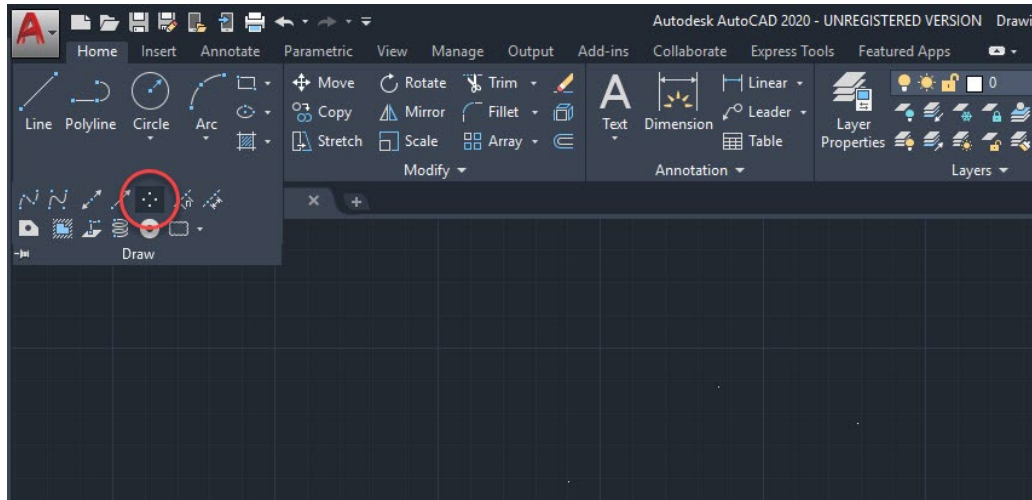 A
Autodesk AutoCAD 2020 - UNREGISTERED VERSION Drawi
Home Insert Annotate Parametric View Manage Output Add-ins Collaborate Express Tools Featured Apps
Line Polyline Circle Arc
Move Rotate Trim
Copy Mirror Fillet
Stretch Scale Array
Modify
A
Text Dimension
Linear
Leader
Table
Annotation
Layer
Properties
0
Layers
Draw